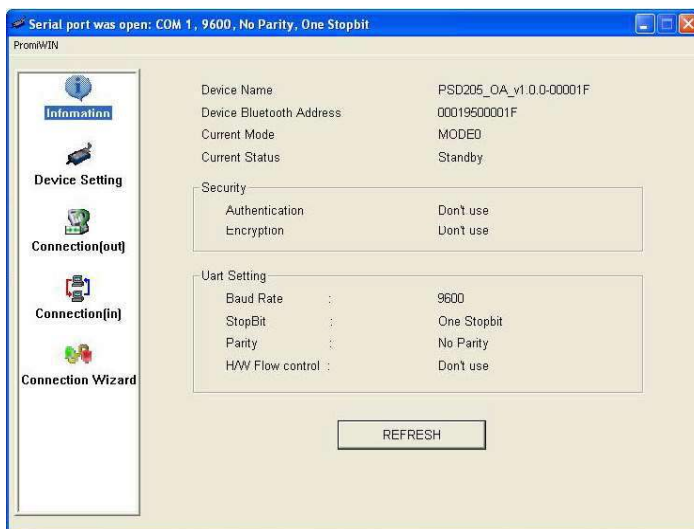 Serial port was open: COM 1, 9600, No Parity, One Stopbit
PromiWIN
Infomation
Device Setting
Connection(out)
Connection(in)
Connection Wizard
Device Name PSD205_OA_v1.0.0-00001F
Device Bluetooth Address 00019500001F
Current Mode MODE0
Current Status Standby
Security
Authentication Don't use
Encryption Don't use
Uart Setting
Baud Rate : 9600
StopBit : One Stopbit
Parity : No Parity
H/W Flow control : Don't use
REFRESH